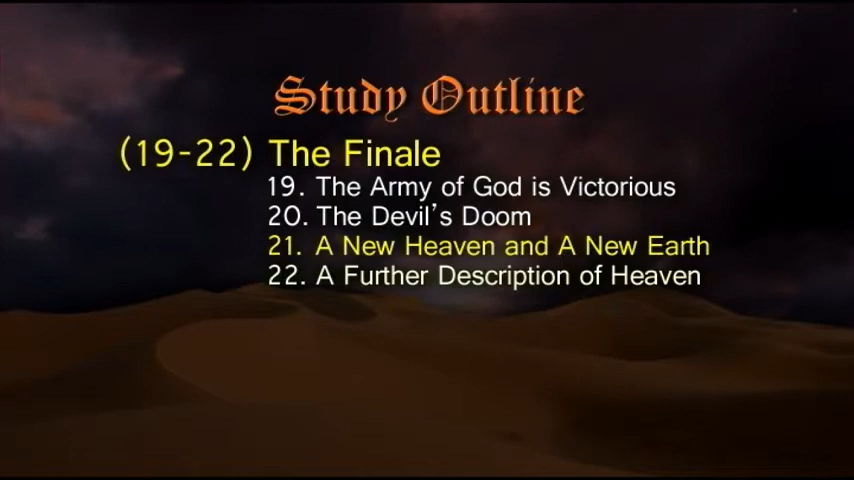 Study Outline
(19-22) The Finale
19. The Army of God is Victorious
20. The Devil's Doom
21. A New Heaven and A New Earth
22. A Further Description of Heaven